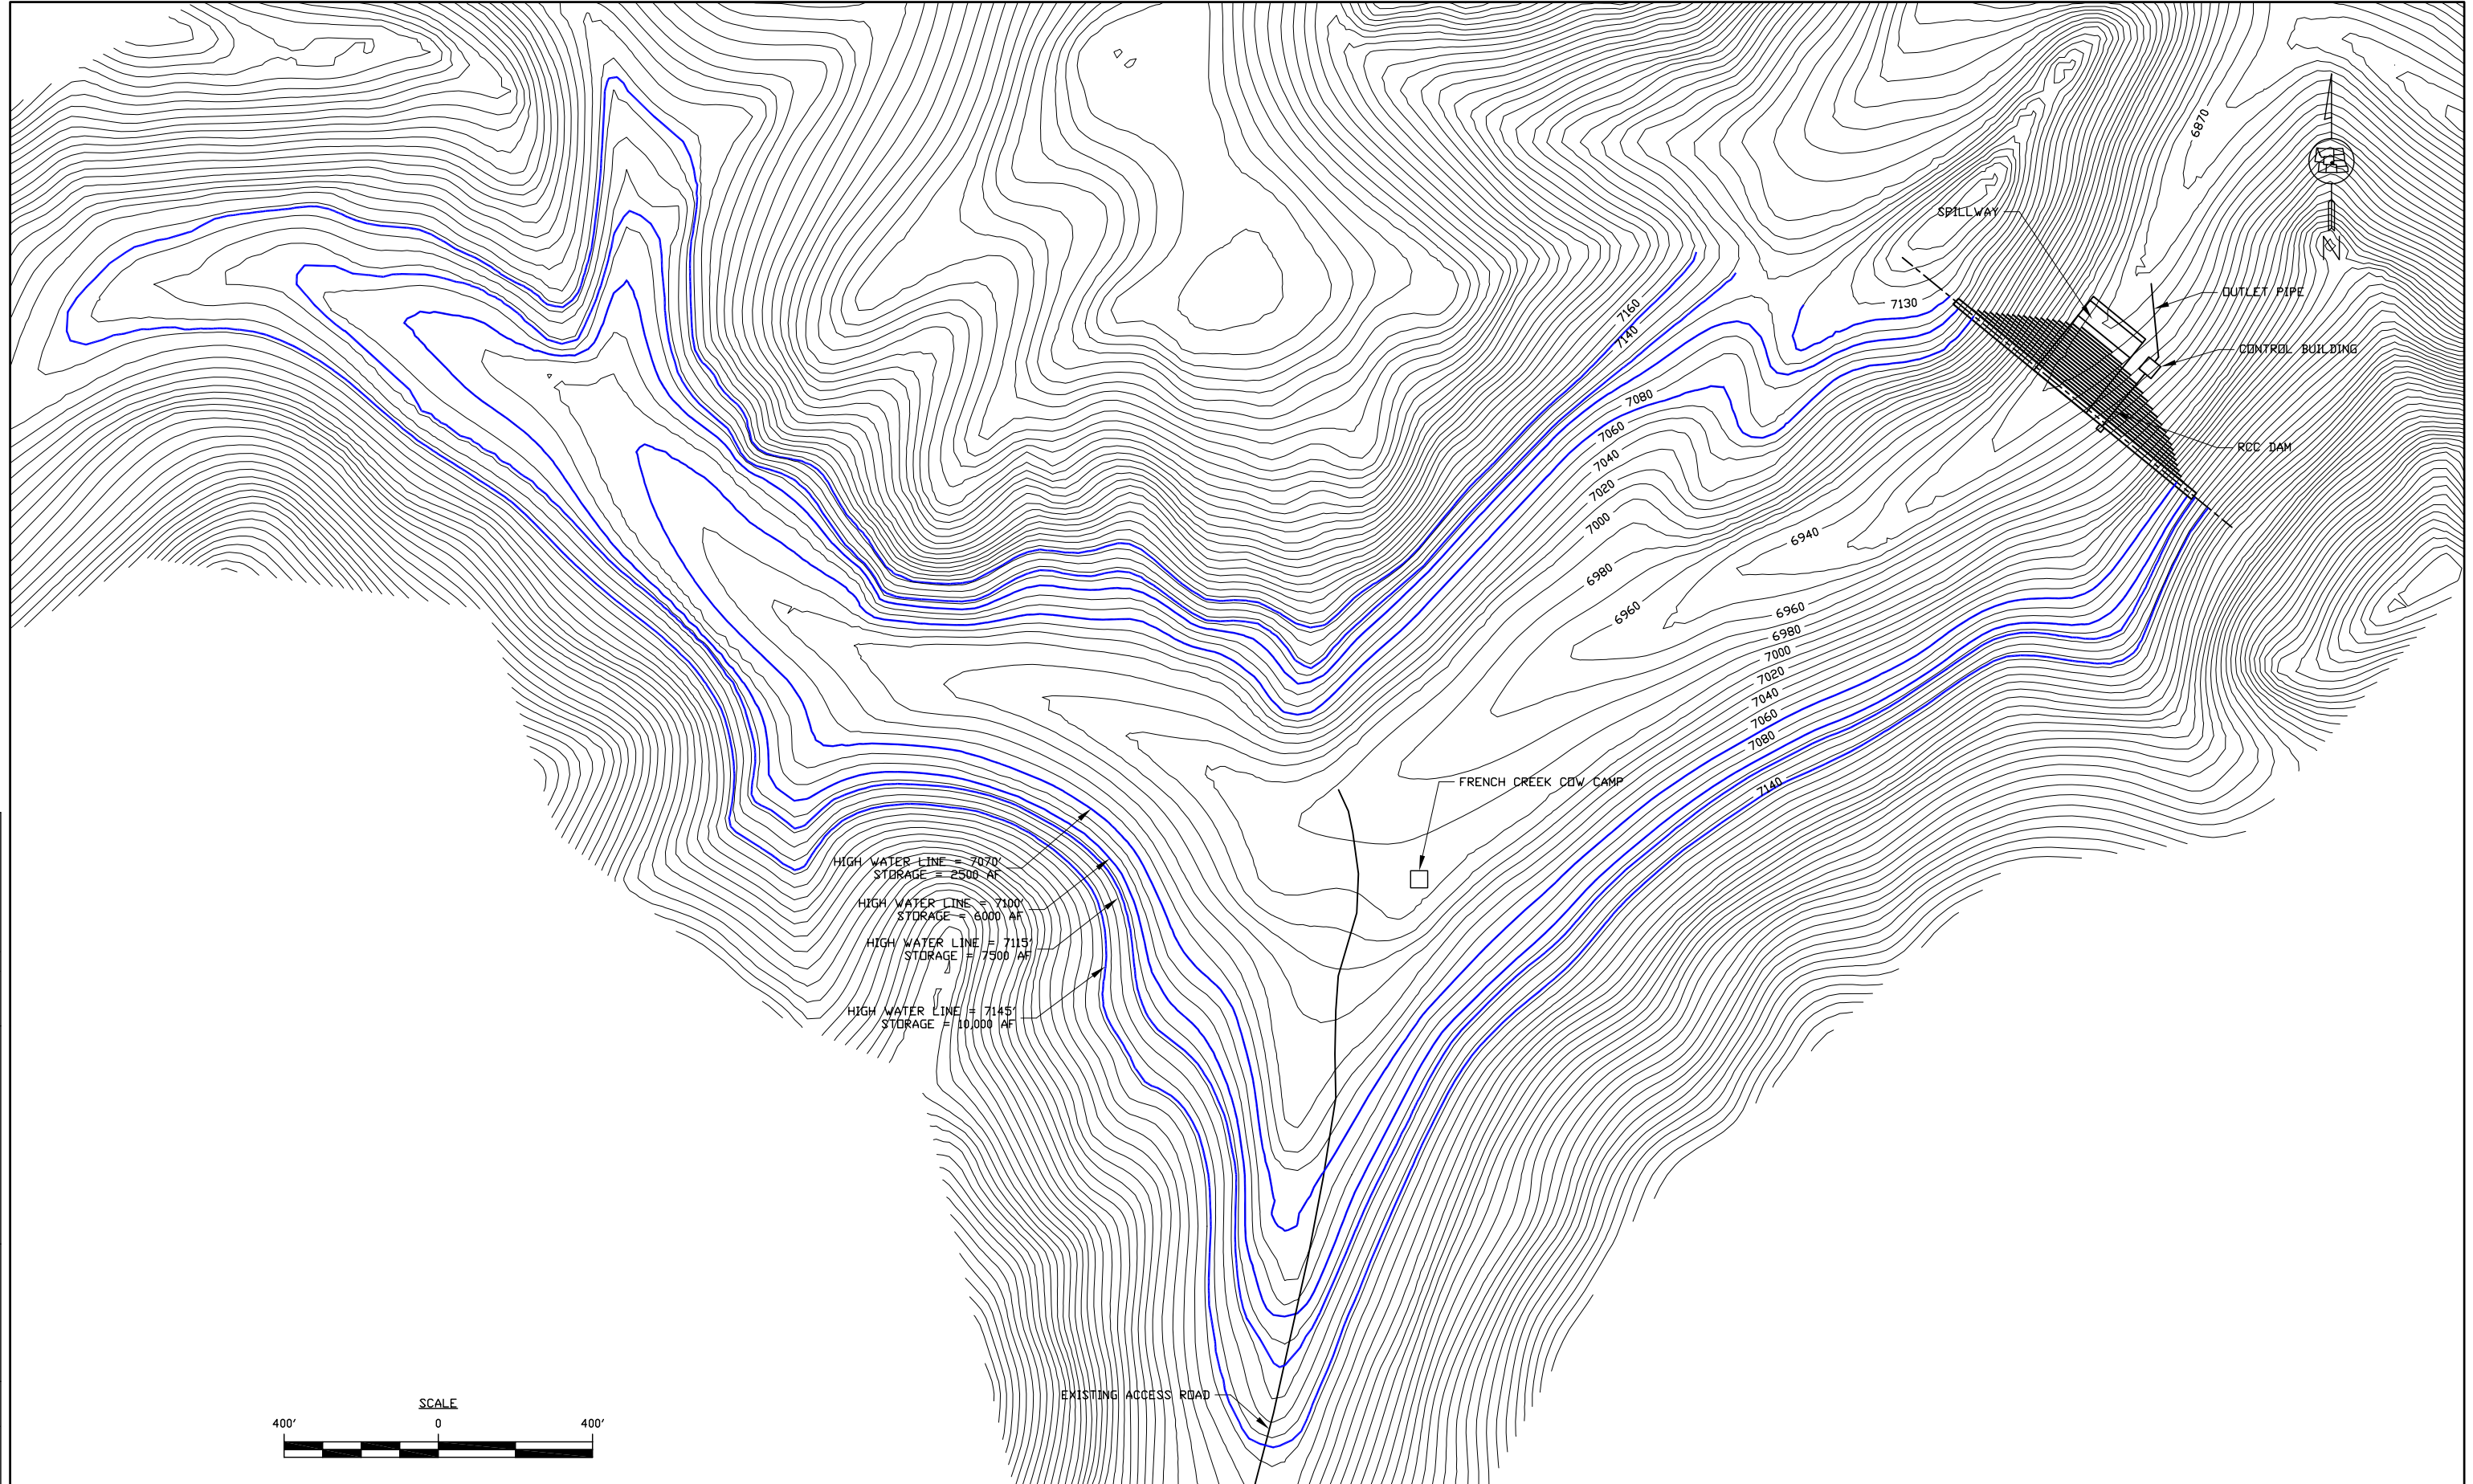 6870
SPILLWAY
OUTLET PIPE
7130
7160
7140
CONTROL BUILDING
7080
7060
RCC DAM
7040
7020
7000
6940
6980
6960
6960
6980
7000
7020
7040
7060
7080
7140
FRENCH CREEK COW CAMP
HIGH WATER LINE = 7070'
STORAGE = 2500 AF
HIGH WATER LINE = 7100'
STORAGE = 6000 AF
HIGH WATER LINE = 7115'
STORAGE = 7500 AF
HIGH WATER LINE = 7145'
STORAGE = 10,000 AF
EXISTING ACCESS ROAD
SCALE
400' 0 400'